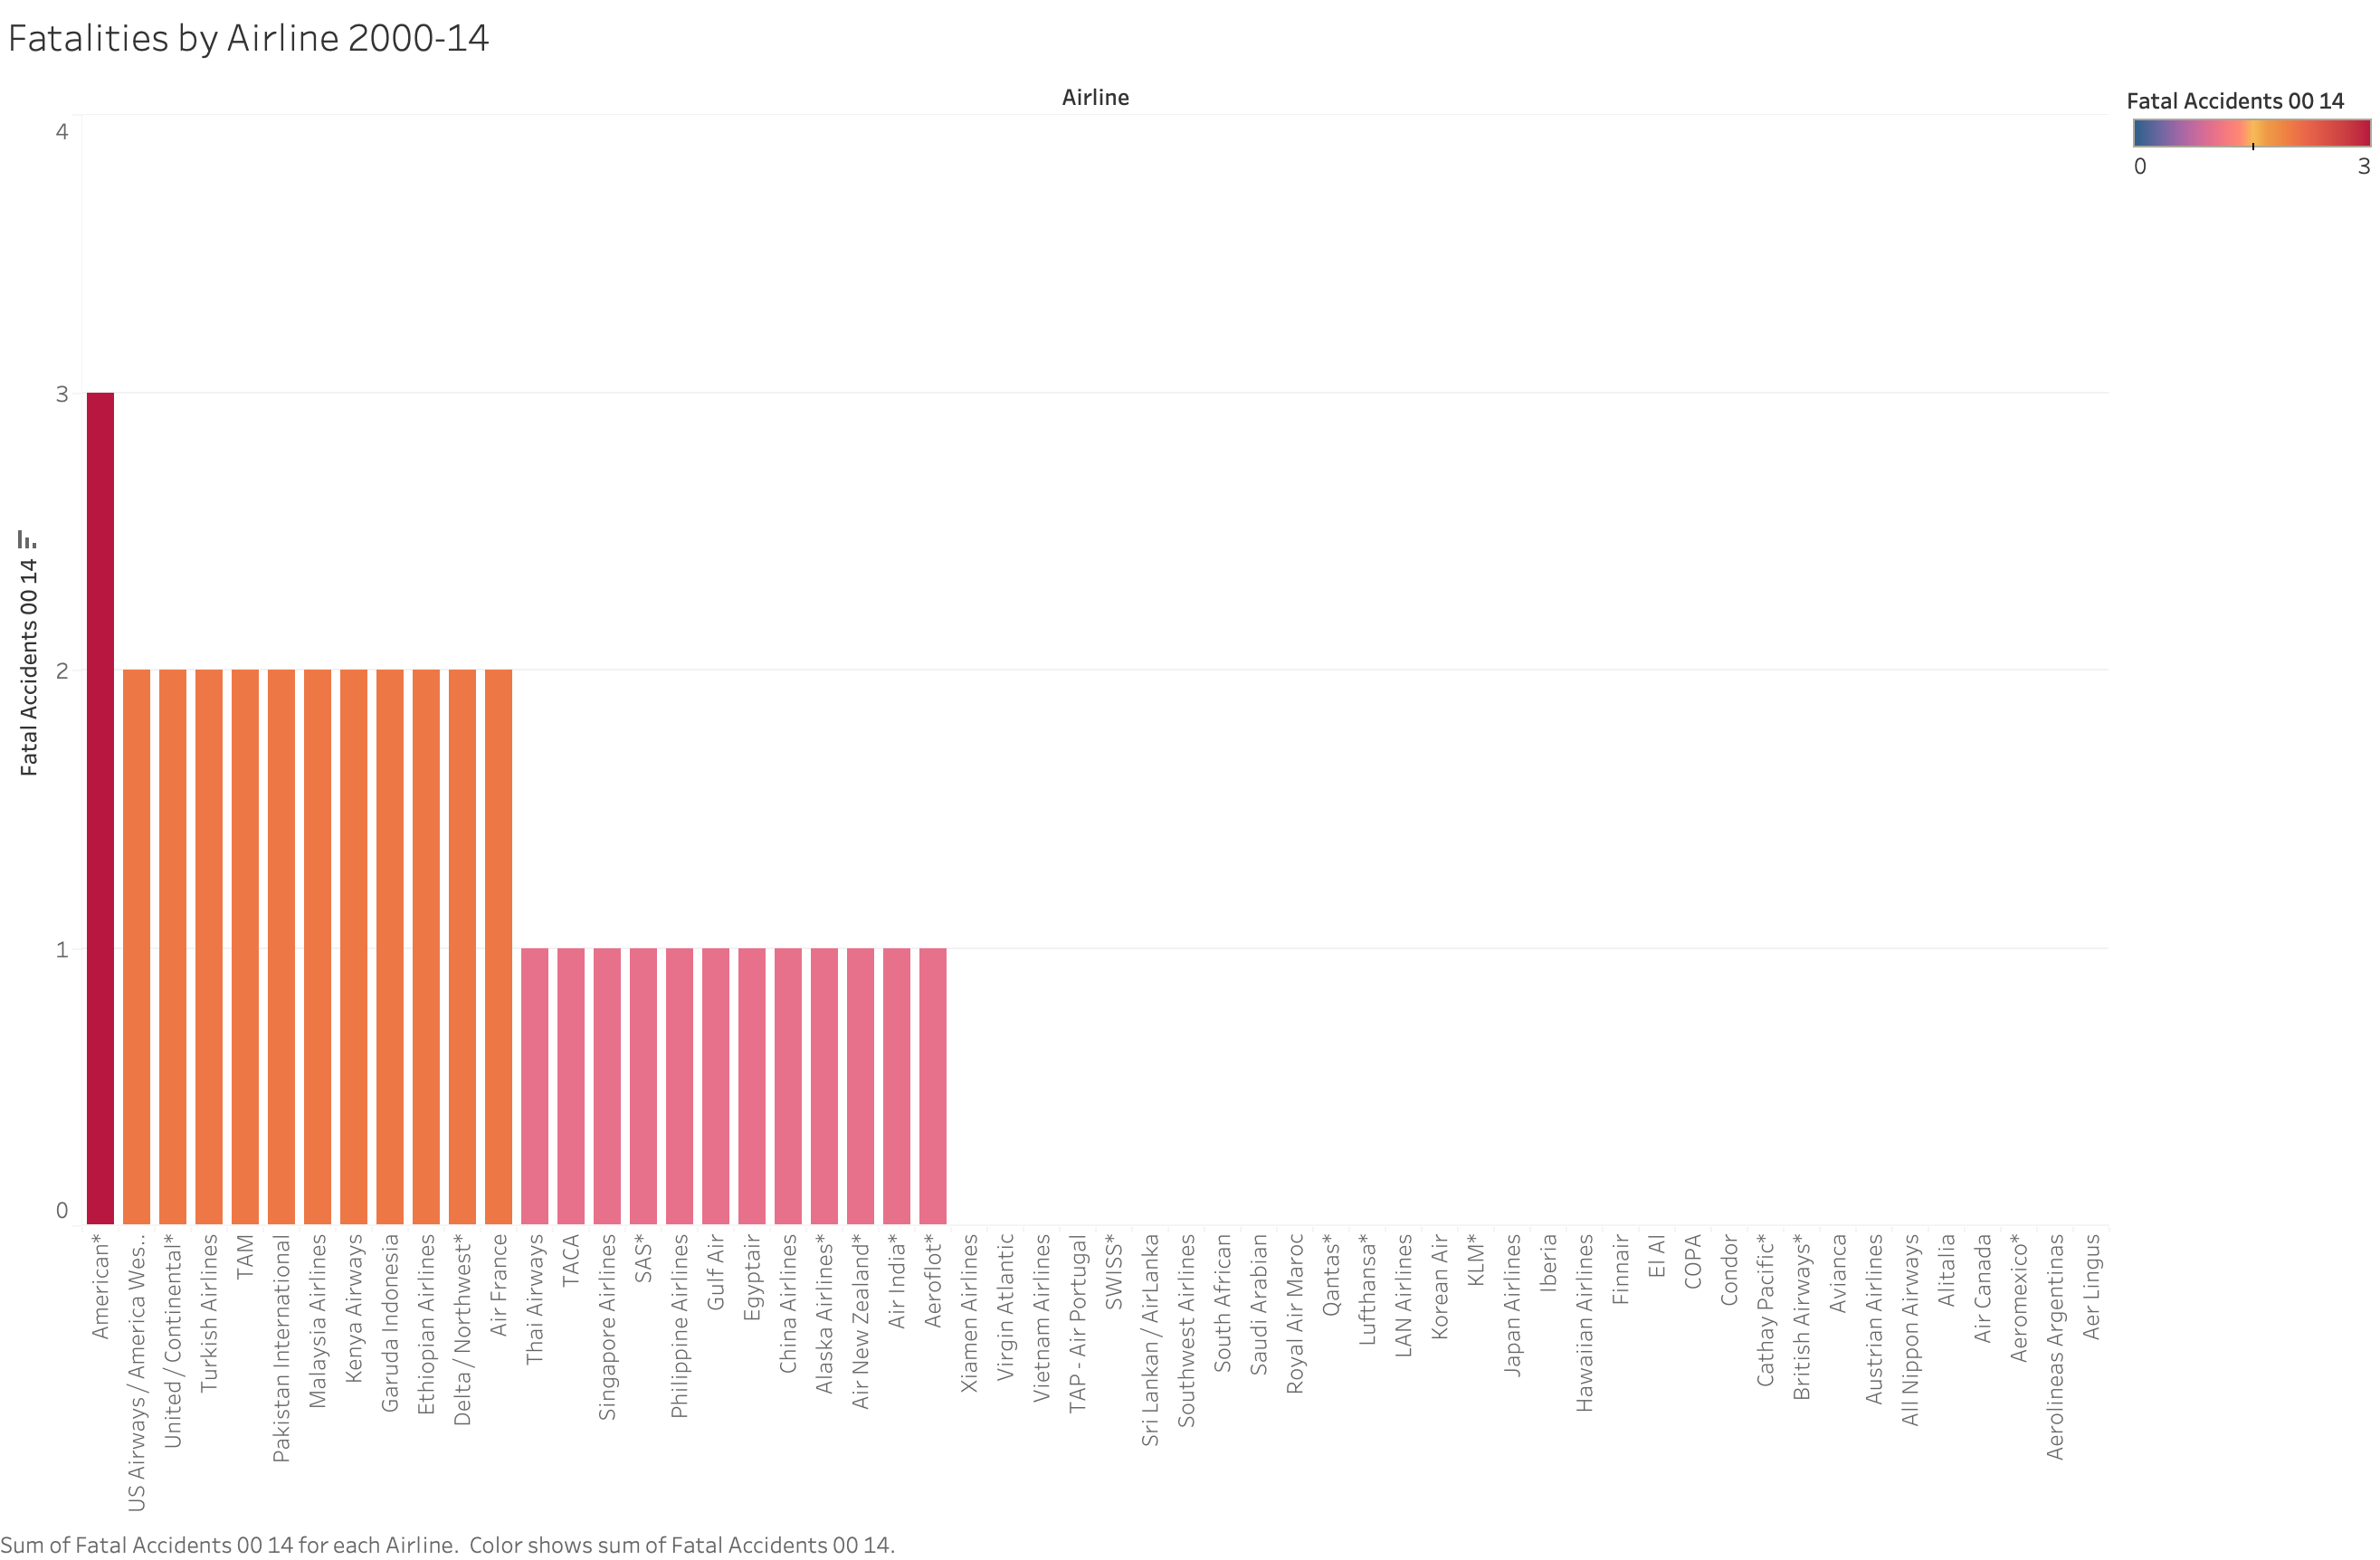 Fatalities by Airline 2000-14
Airline
Fatal Accidents 00 14
0
3
Fatal Accidents 00 14
4
3
2
1
0
American*
US Airways / America Wes..
United / Continental*
Turkish Airlines
TAM
Pakistan International
Malaysia Airlines
Kenya Airways
Garuda Indonesia
Ethiopian Airlines
Delta / Northwest*
Air France
Thai Airways
TACA
Singapore Airlines
SAS*
Philippine Airlines
Gulf Air
Egyptair
China Airlines
Alaska Airlines*
Air New Zealand*
Air India*
Aeroflot*
Xiamen Airlines
Virgin Atlantic
Vietnam Airlines
TAP - Air Portugal
SWISS*
Sri Lankan / AirLanka
Southwest Airlines
South African
Saudi Arabian
Royal Air Maroc
Qantas*
Lufthansa*
LAN Airlines
Korean Air
KLM*
Japan Airlines
Iberia
Hawaiian Airlines
Finnair
El Al
COPA
Condor
Cathay Pacific*
British Airways*
Avianca
Austrian Airlines
All Nippon Airways
Alitalia
Air Canada
Aeromexico*
Aerolineas Argentinas
Aer Lingus
Sum of Fatal Accidents 00 14 for each Airline.  Color shows sum of Fatal Accidents 00 14.